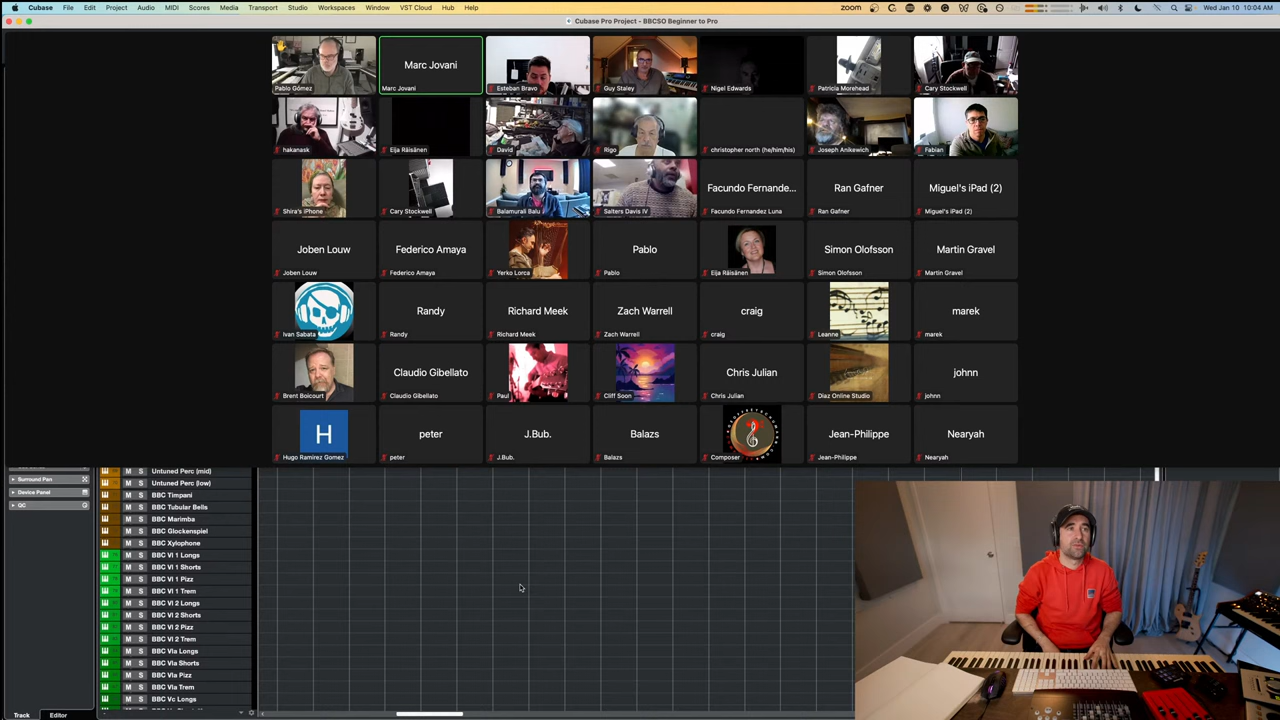 Cubase File Edit Project Audio MIDI Scores Media Transport Studio Workspaces Window VST Cloud Hub Help
zoom
Wed Jan 10 10:04 AM
Cubase Pro Project - BBCSO Beginner to Pro
Pablo Gómez
Marc Jovani
Marc Jovani
Esteban Bravo
Guy Staley
Nigel Edwards
Patricia Morehead
Cary Stockwell
hakanask
Eija Räisänen
David
Rigo
christopher north (he/him/his)
Joseph Anikewich
Fabian
Shira's iPhone
Cary Stockwell
Balamurali Balu
Salters Davis IV
Facundo Fernande...
Facundo Fernandez Luna
Ran Gafner
Ran Gafner
Miguel's iPad (2)
Miguel's iPad (2)
Joben Louw
Joben Louw
Federico Amaya
Federico Amaya
Yerko Lorca
Pablo
Pablo
Eija Räisänen
Simon Olofsson
Simon Olofsson
Martin Gravel
Martin Gravel
Ivan Sabata
Randy
Randy
Richard Meek
Richard Meek
Zach Warrell
Zach Warrell
craig
craig
Leanne
marek
marek
Brent Boicourt
Claudio Gibellato
Claudio Gibellato
Paul
Cliff Soon
Chris Julian
Chris Julian
Diaz Online Studio
johnn
johnn
H
Hugo Ramirez Gomez
peter
peter
J.Bub.
J.Bub.
Balazs
Balazs
Composer
Jean-Philippe
Jean-Philippe
Nearyah
Nearyah
Surround Pan
Device Panel
QC
Untuned Perc (mid)
M S Untuned Perc (low)
M S BBC Timpani
M S BBC Tubular Bells
M S BBC Marimba
M S BBC Glockenspiel
M S BBC Xylophone
M S BBC Vl 1 Longs
M S BBC Vl 1 Shorts
M S BBC Vl 1 Pizz
M S BBC Vl 1 Trem
M S BBC Vl 2 Longs
M S BBC Vl 2 Shorts
M S BBC Vl 2 Pizz
M S BBC Vl 2 Trem
M S BBC Vla Longs
M S BBC Vla Shorts
M S BBC Vla Pizz
M S BBC Vla Trem
M S BBC Vc Longs
Track Editor